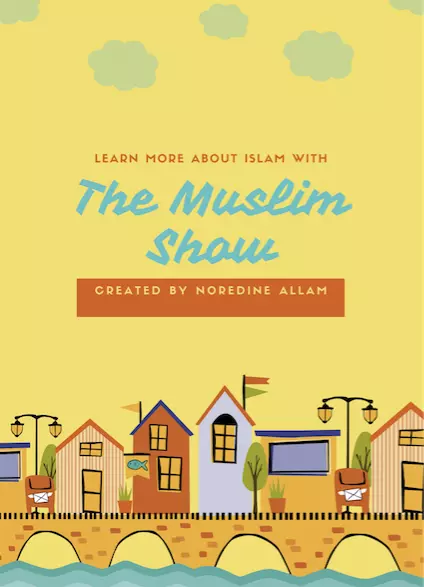 LEARN MORE ABOUT ISLAM WITH
The Muslim
Show
CREATED BY NOREDINE ALLAM